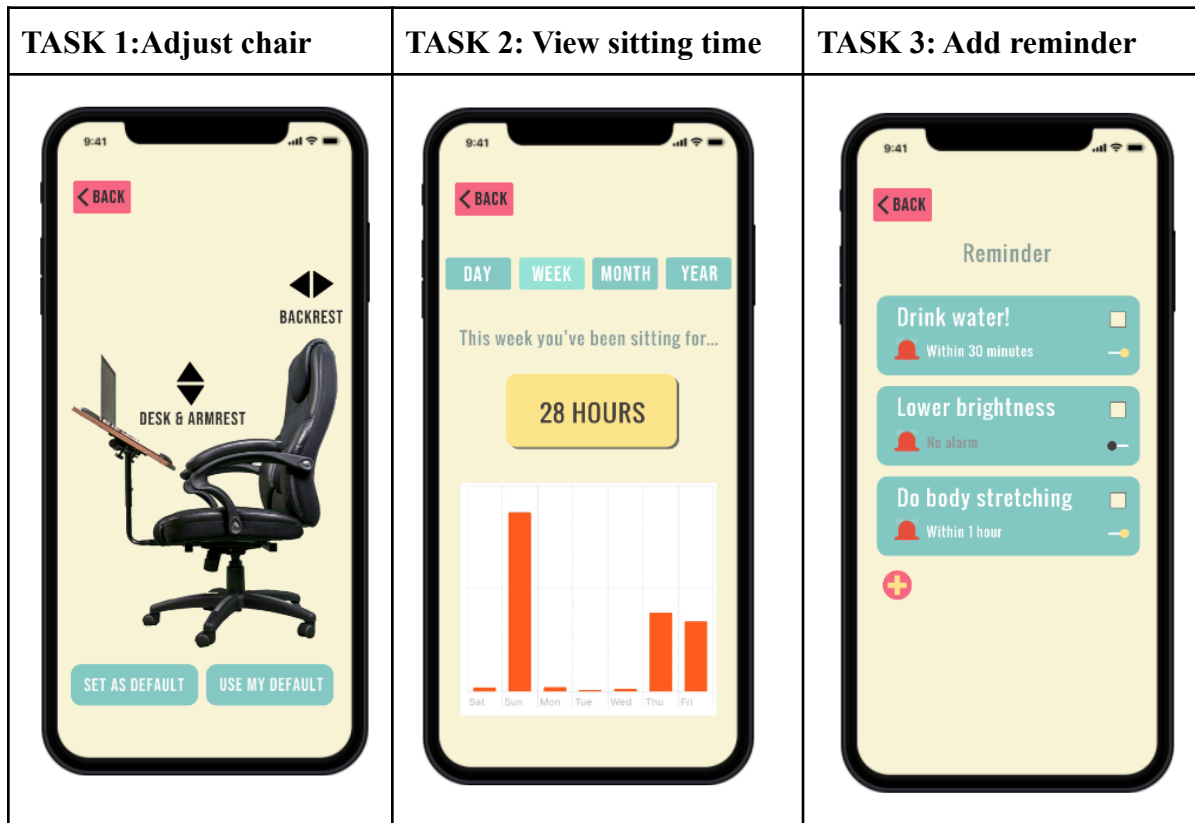 TASK 1:Adjust chair
TASK 2: View sitting time
TASK 3: Add reminder
9:41
BACK
BACKREST
DESK & ARMREST
SET AS DEFAULT
USE MY DEFAULT
9:41
BACK
DAY
WEEK
MONTH
YEAR
This week you've been sitting for...
28 HOURS
Sat
Sun
Mon
Tue
Wed
Thu
Fri
9:41
BACK
Reminder
Drink water!
Within 30 minutes
Lower brightness
No alarm
Do body stretching
Within 1 hour